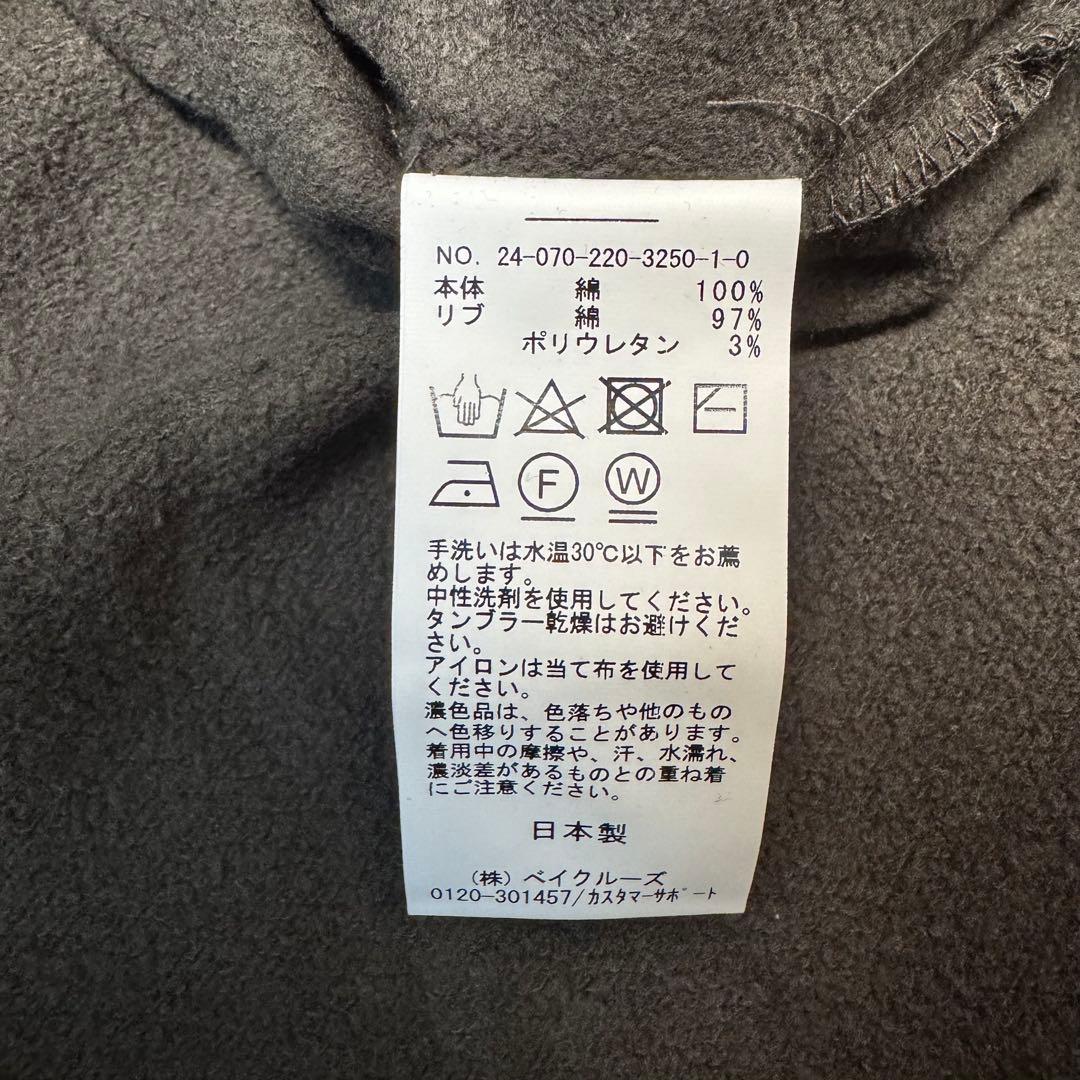 NO. 24-070-220-3250-1-0
本体 綿 100%
リブ 綿 97%
ポリウレタン 3%
F W
手洗いは水温30℃以下をお薦
めします。
中性洗剤を使用してください。
タンブラー乾燥はお避けくだ
さい。
アイロンは当て布を使用して
ください。
濃色品は、色落ちや他のもの
へ色移りすることがあります。
着用中の摩擦や、汗、水濡れ、
濃淡差があるものとの重ね着
にご注意ください。
日本製
(株)ベイクルーズ
0120-301457/ｶｽﾀﾏｰｻﾎﾟｰﾄ